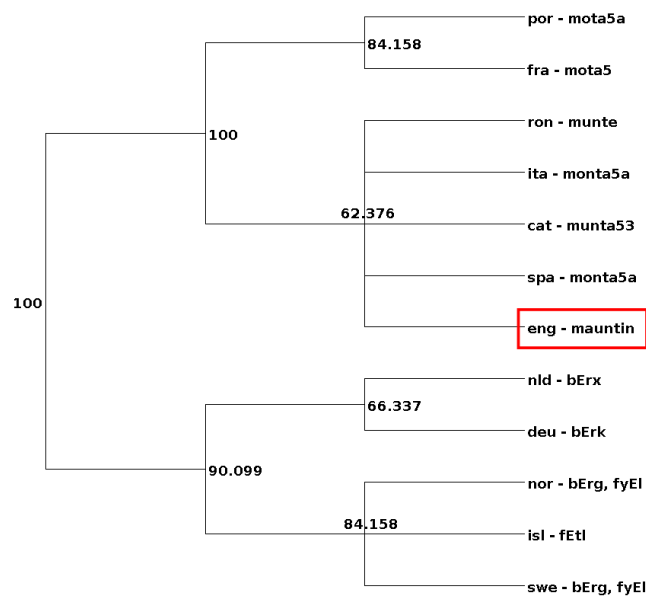 por - mota5a
84.158
fra - mota5
ron - munte
100
ita - monta5a
62.376
cat - munta53
spa - monta5a
100
eng - mauntin
nld - bErx
66.337
deu - bErk
90.099
nor - bErg, fyEl
84.158
isl - fEtl
swe - bErg, fyEl